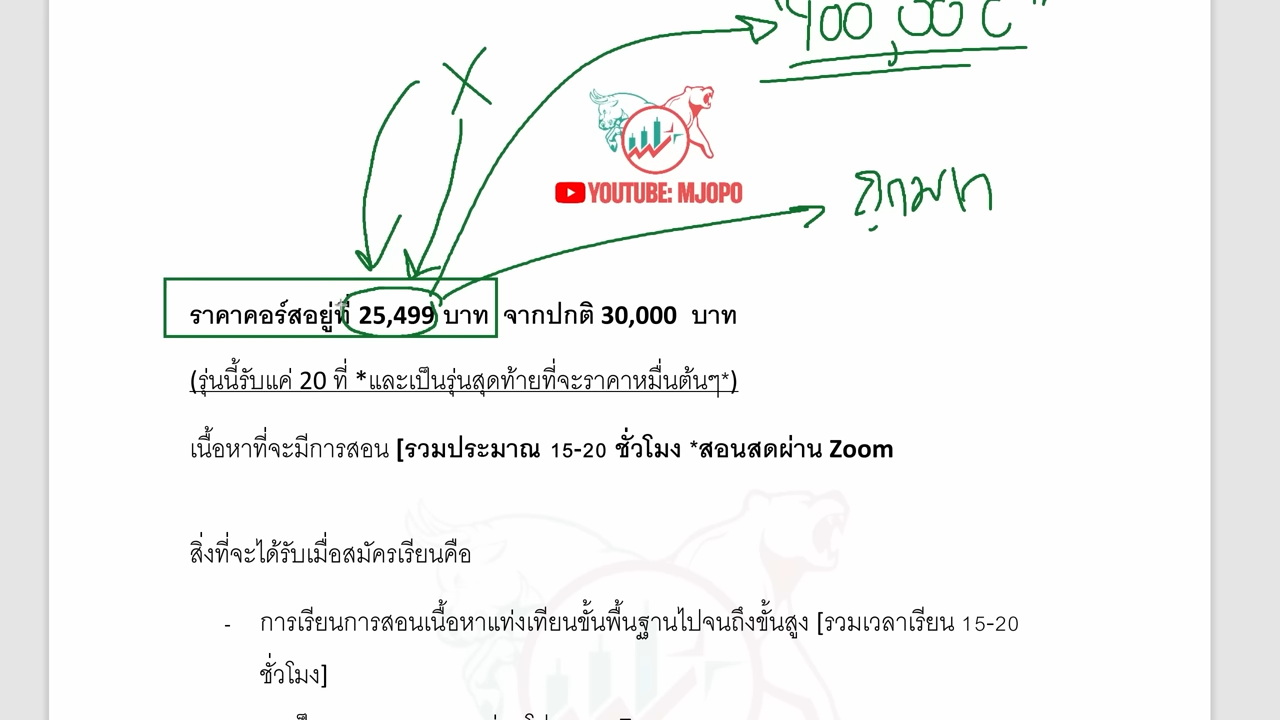 "400,000"
YOUTUBE: MJOPO
ถูกมาก
ราคาคอร์สอยู่ที่ 25,499 บาท จากปกติ 30,000 บาท
(รุ่นนี้รับแค่ 20 ที่ *และเป็นรุ่นสุดท้ายที่จะราคาหมื่นต้นๆ*)
เนื้อหาที่จะมีการสอน [รวมประมาณ 15-20 ชั่วโมง *สอนสดผ่าน Zoom
สิ่งที่จะได้รับเมื่อสมัครเรียนคือ
- การเรียนการสอนเนื้อหาแท่งเทียนขั้นพื้นฐานไปจนถึงขั้นสูง [รวมเวลาเรียน 15-20
ชั่วโมง]